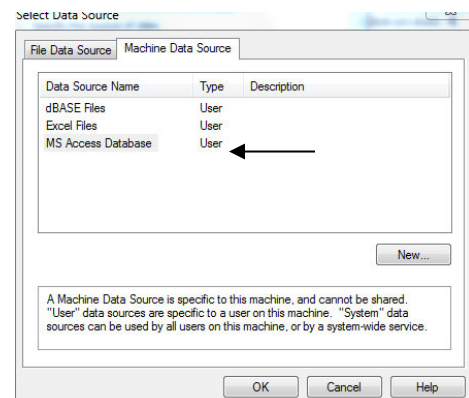 Select Data Source
File Data Source Machine Data Source
Data Source Name Type Description
dBASE Files User
Excel Files User
MS Access Database User
New...
A Machine Data Source is specific to this machine, and cannot be shared.
"User" data sources are specific to a user on this machine. "System" data
sources can be used by all users on this machine, or by a system-wide service.
OK Cancel Help